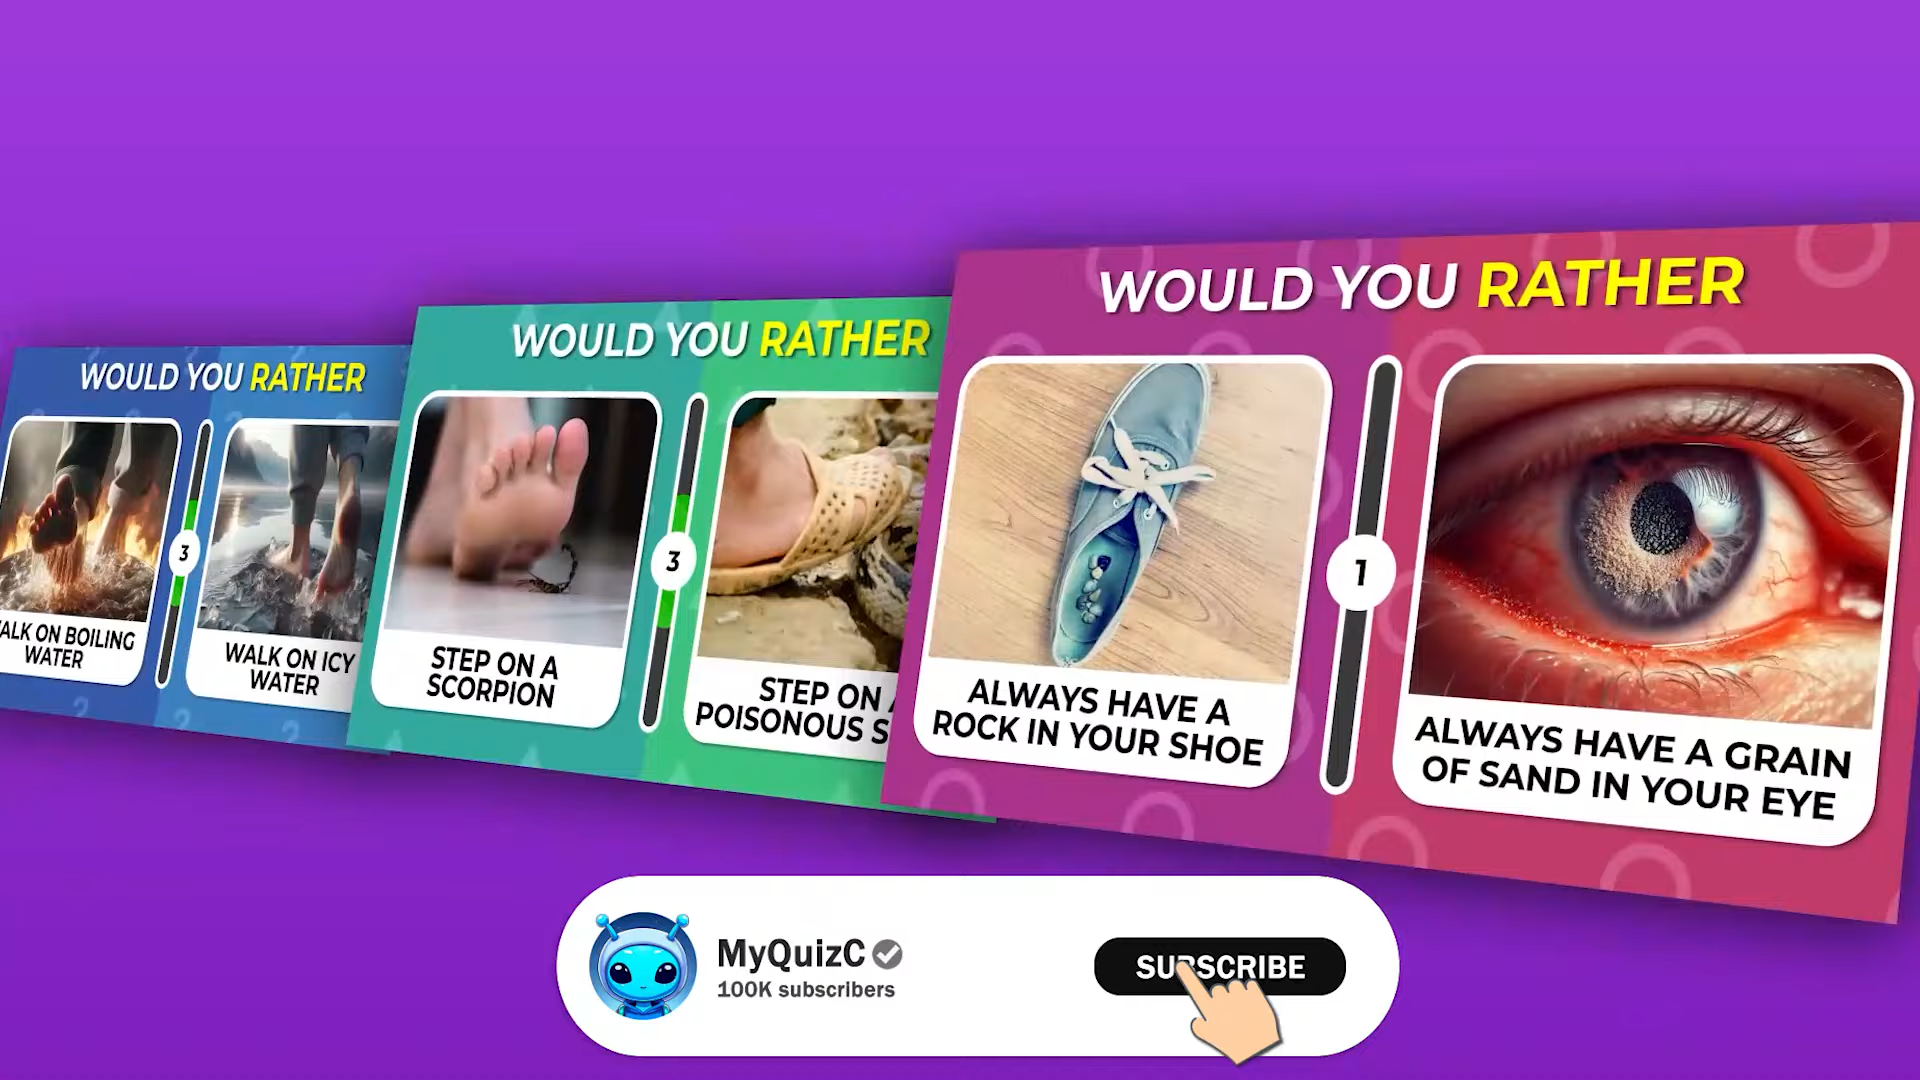 WOULD YOU RATHER
3
ALK ON BOILING
WATER
WALK ON ICY
WATER
WOULD YOU RATHER
3
STEP ON A
SCORPION
STEP ON
POISONOUS S
WOULD YOU RATHER
1
ALWAYS HAVE A
ROCK IN YOUR SHOE
ALWAYS HAVE A GRAIN
OF SAND IN YOUR EYE
MyQuizC
100K subscribers
SUBSCRIBE